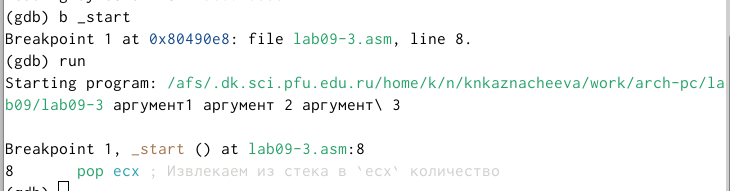 (gdb) b _start
Breakpoint 1 at 0x80490e8: file lab09-3.asm, line 8.
(gdb) run
Starting program: /afs/.dk.sci.pfu.edu.ru/home/k/n/knkaznacheeva/work/arch-pc/la
b09/lab09-3 аргумент1 аргумент 2 аргумент\ 3
Breakpoint 1, _start () at lab09-3.asm:8
8 pop ecx ; Извлекаем из стека в `ecx` количество
(gdb)